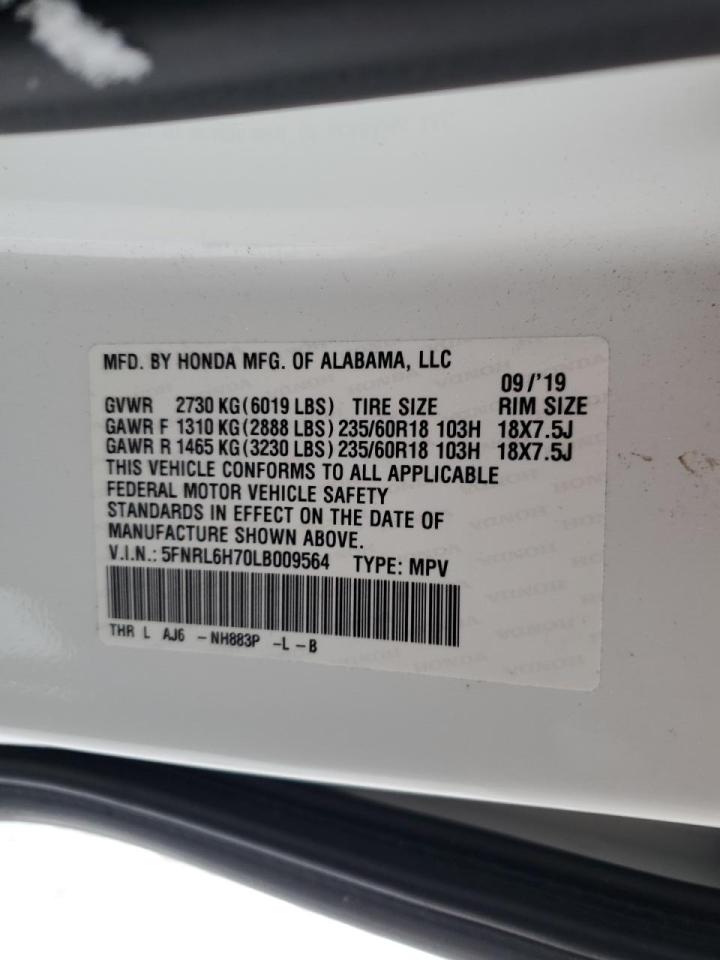 MFD. BY HONDA MFG. OF ALABAMA, LLC
09/'19
GVWR 2730 KG(6019 LBS) TIRE SIZE RIM SIZE
GAWR F 1310 KG(2888 LBS) 235/60R18 103H 18X7.5J
GAWR R 1465 KG(3230 LBS) 235/60R18 103H 18X7.5J
THIS VEHICLE CONFORMS TO ALL APPLICABLE
FEDERAL MOTOR VEHICLE SAFETY
STANDARDS IN EFFECT ON THE DATE OF
MANUFACTURE SHOWN ABOVE.
V.I.N.: 5FNRL6H70LB009564 TYPE: MPV
THR L AJ6 -NH883P -L-B